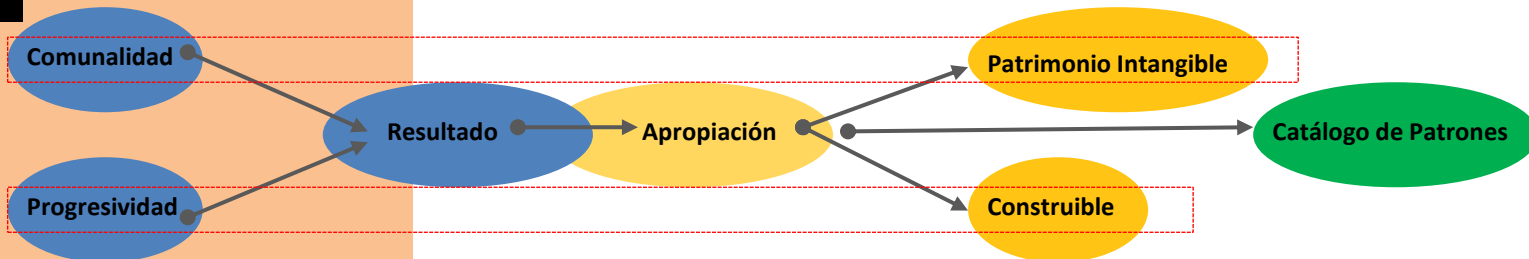 Comunalidad
Patrimonio Intangible
Resultado
Apropiación
Catálogo de Patrones
Progresividad
Construible